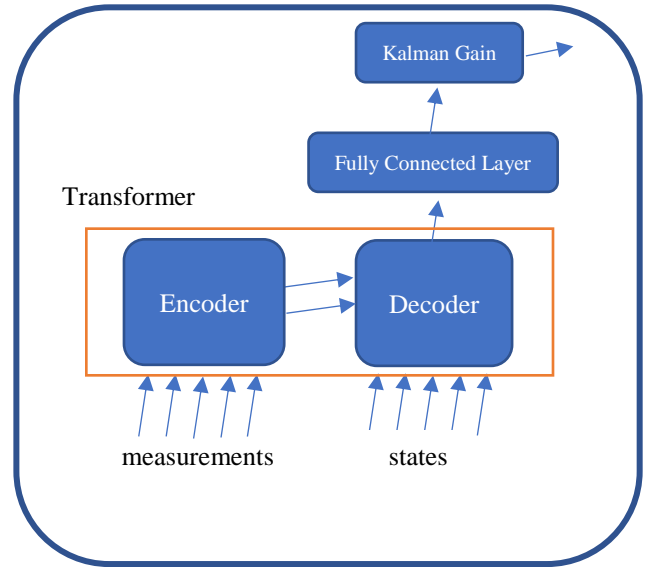 Kalman Gain
Fully Connected Layer
Transformer
Encoder
Decoder
measurements
states